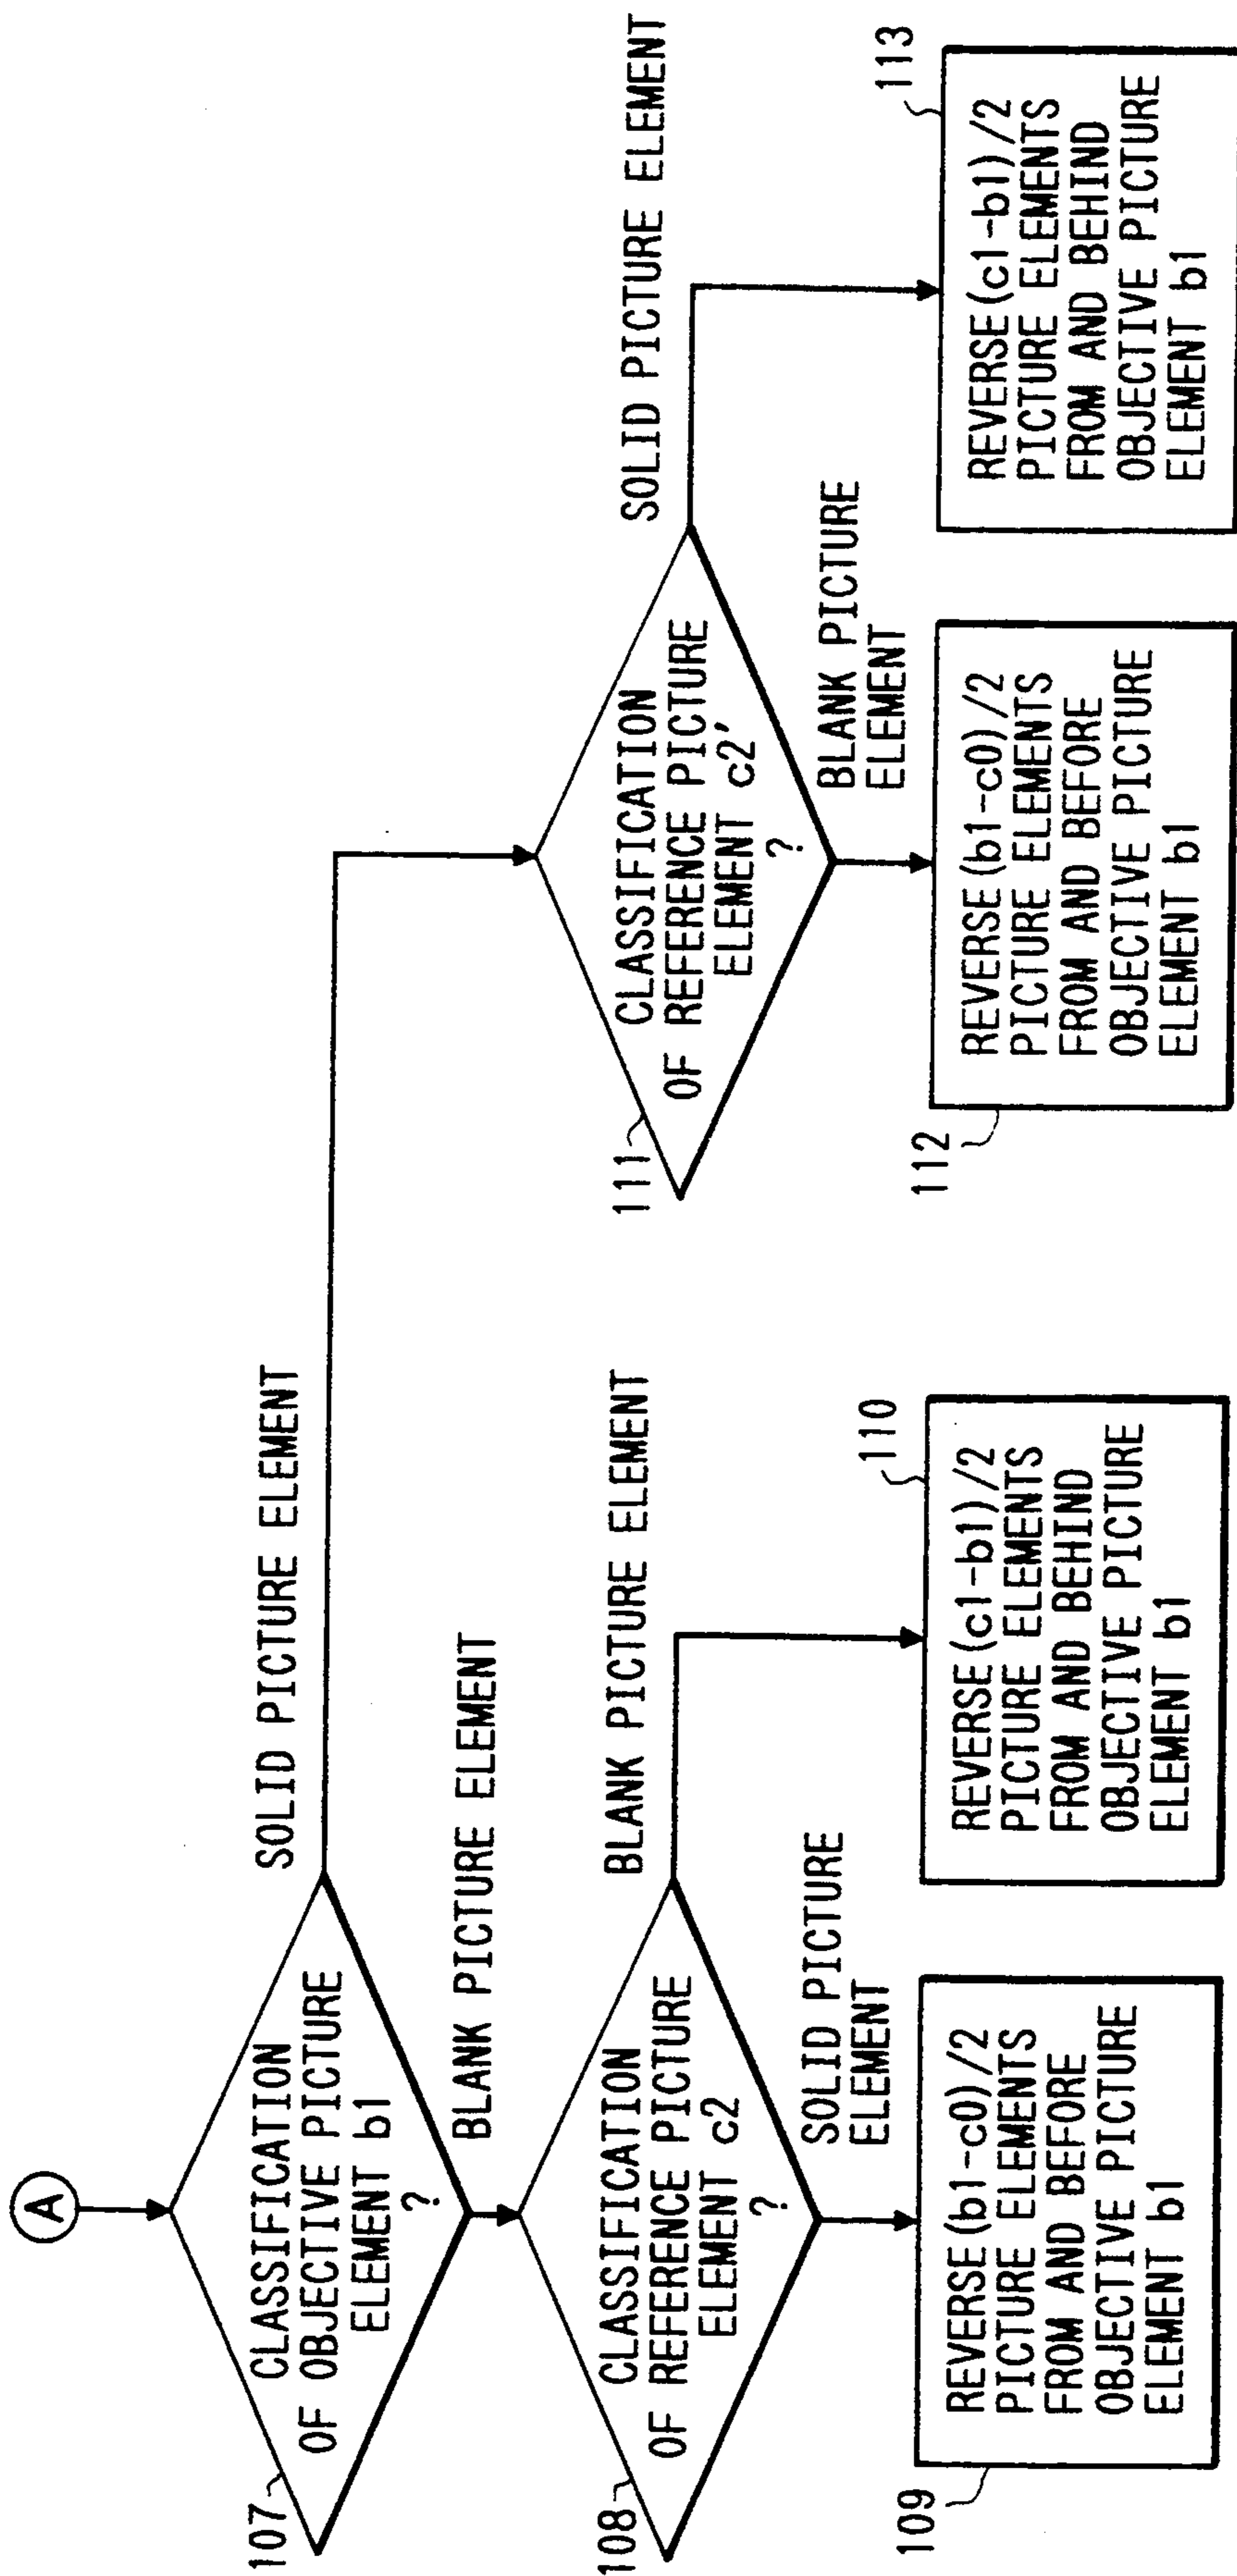 A
107
CLASSIFICATION
OF OBJECTIVE PICTURE
ELEMENT b1
?
SOLID PICTURE ELEMENT
BLANK PICTURE ELEMENT
108
CLASSIFICATION
OF REFERENCE PICTURE
ELEMENT c2
?
BLANK PICTURE ELEMENT
SOLID PICTURE
ELEMENT
109
REVERSE(b1-c0)/2
PICTURE ELEMENTS
FROM AND BEFORE
OBJECTIVE PICTURE
ELEMENT b1
110
REVERSE(c1-b1)/2
PICTURE ELEMENTS
FROM AND BEHIND
OBJECTIVE PICTURE
ELEMENT b1
111
CLASSIFICATION
OF REFERENCE PICTURE
ELEMENT c2'
?
SOLID PICTURE ELEMENT
BLANK PICTURE
ELEMENT
112
REVERSE(b1-c0)/2
PICTURE ELEMENTS
FROM AND BEFORE
OBJECTIVE PICTURE
ELEMENT b1
113
REVERSE(c1-b1)/2
PICTURE ELEMENTS
FROM AND BEHIND
OBJECTIVE PICTURE
ELEMENT b1